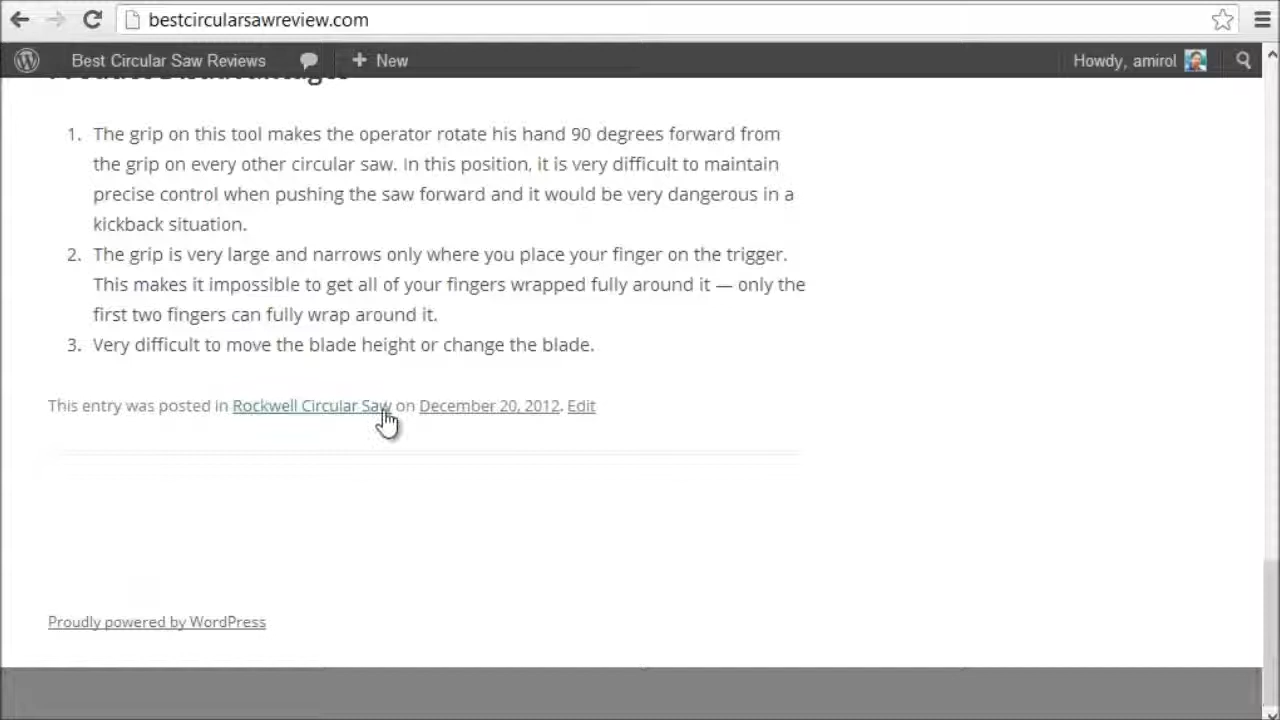 bestcircularsawreview.com
Best Circular Saw Reviews
New
Howdy, amirol
1. The grip on this tool makes the operator rotate his hand 90 degrees forward from
the grip on every other circular saw. In this position, it is very difficult to maintain
precise control when pushing the saw forward and it would be very dangerous in a
kickback situation.
2. The grip is very large and narrows only where you place your finger on the trigger.
This makes it impossible to get all of your fingers wrapped fully around it — only the
first two fingers can fully wrap around it.
3. Very difficult to move the blade height or change the blade.
This entry was posted in Rockwell Circular Saw on December 20, 2012. Edit
Proudly powered by WordPress